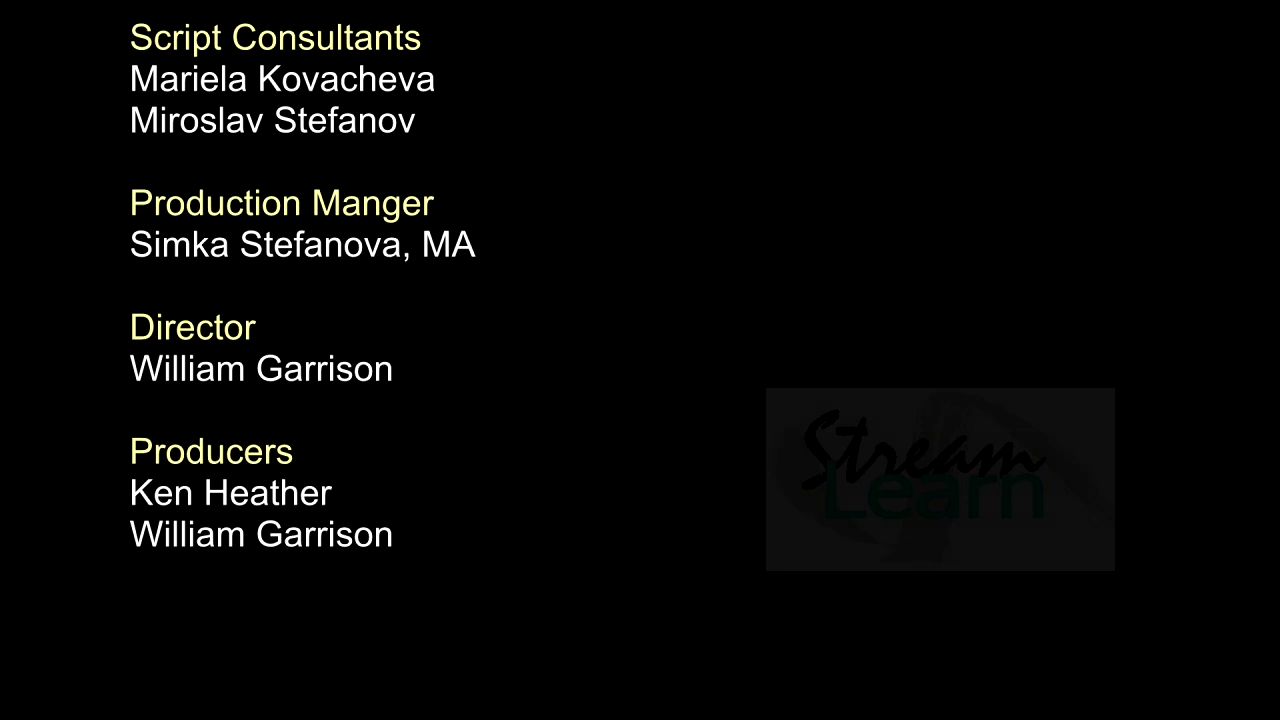 Script Consultants
Mariela Kovacheva
Miroslav Stefanov
Production Manger
Simka Stefanova, MA
Director
William Garrison
Producers
Ken Heather
William Garrison
Stream
Learn